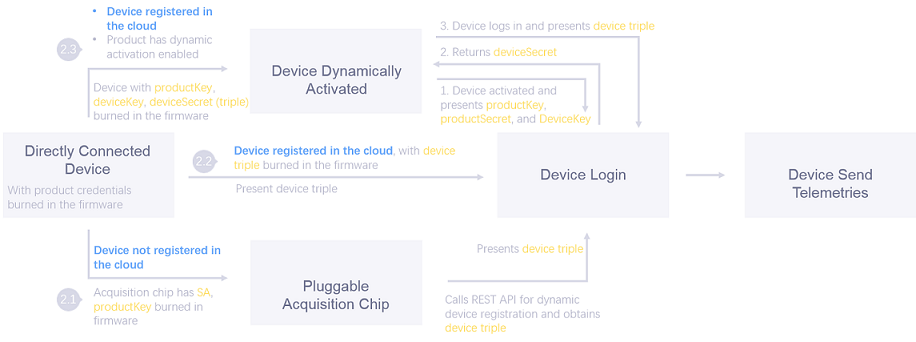 • Device registered in
the cloud
• Product has dynamic
activation enabled
2.3
Device with productKey,
deviceKey, deviceSecret (triple)
burned in the firmware
Device Dynamically
Activated
3. Device logs in and presents device triple
2. Returns deviceSecret
1. Device activated and
presents productKey,
productSecret, and DeviceKey
Directly Connected
Device
With product credentials
burned in the firmware
2.2
Device registered in the cloud, with device
triple burned in the firmware
Present device triple
Device Login
Device Send
Telemetries
Device not registered in
the cloud
2.1
Acquisition chip has SA,
productKey burned in
firmware
Pluggable
Acquisition Chip
Presents device triple
Calls REST API for dynamic
device registration and obtains
device triple